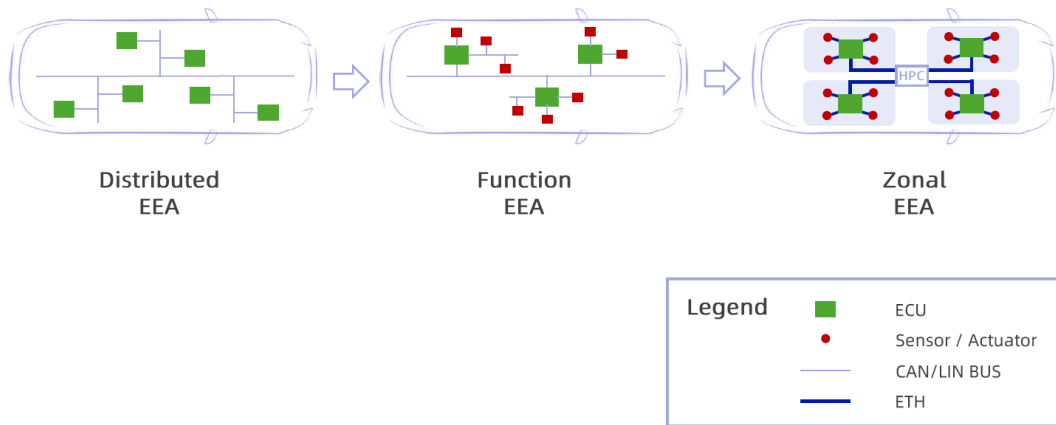 HPC
Distributed
EEA
Function
EEA
Zonal
EEA
Legend
ECU
Sensor / Actuator
CAN/LIN BUS
ETH